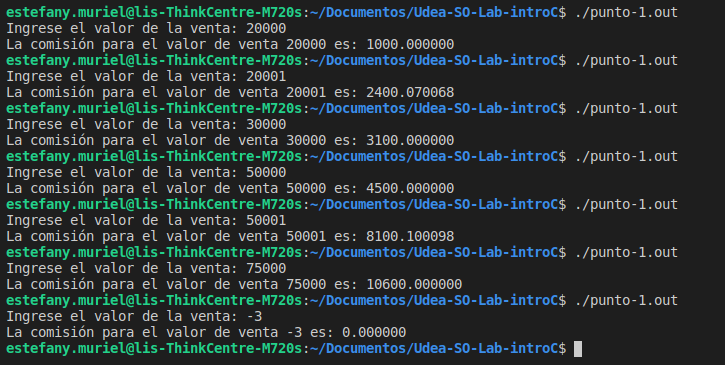 estefany.muriel@lis-ThinkCentre-M720s:~/Documentos/Udea-SO-Lab-introC$ ./punto-1.out
Ingrese el valor de la venta: 20000
La comisión para el valor de venta 20000 es: 1000.000000
estefany.muriel@lis-ThinkCentre-M720s:~/Documentos/Udea-SO-Lab-introC$ ./punto-1.out
Ingrese el valor de la venta: 20001
La comisión para el valor de venta 20001 es: 2400.070068
estefany.muriel@lis-ThinkCentre-M720s:~/Documentos/Udea-SO-Lab-introC$ ./punto-1.out
Ingrese el valor de la venta: 30000
La comisión para el valor de venta 30000 es: 3100.000000
estefany.muriel@lis-ThinkCentre-M720s:~/Documentos/Udea-SO-Lab-introC$ ./punto-1.out
Ingrese el valor de la venta: 50000
La comisión para el valor de venta 50000 es: 4500.000000
estefany.muriel@lis-ThinkCentre-M720s:~/Documentos/Udea-SO-Lab-introC$ ./punto-1.out
Ingrese el valor de la venta: 50001
La comisión para el valor de venta 50001 es: 8100.100098
estefany.muriel@lis-ThinkCentre-M720s:~/Documentos/Udea-SO-Lab-introC$ ./punto-1.out
Ingrese el valor de la venta: 75000
La comisión para el valor de venta 75000 es: 10600.000000
estefany.muriel@lis-ThinkCentre-M720s:~/Documentos/Udea-SO-Lab-introC$ ./punto-1.out
Ingrese el valor de la venta: -3
La comisión para el valor de venta -3 es: 0.000000
estefany.muriel@lis-ThinkCentre-M720s:~/Documentos/Udea-SO-Lab-introC$